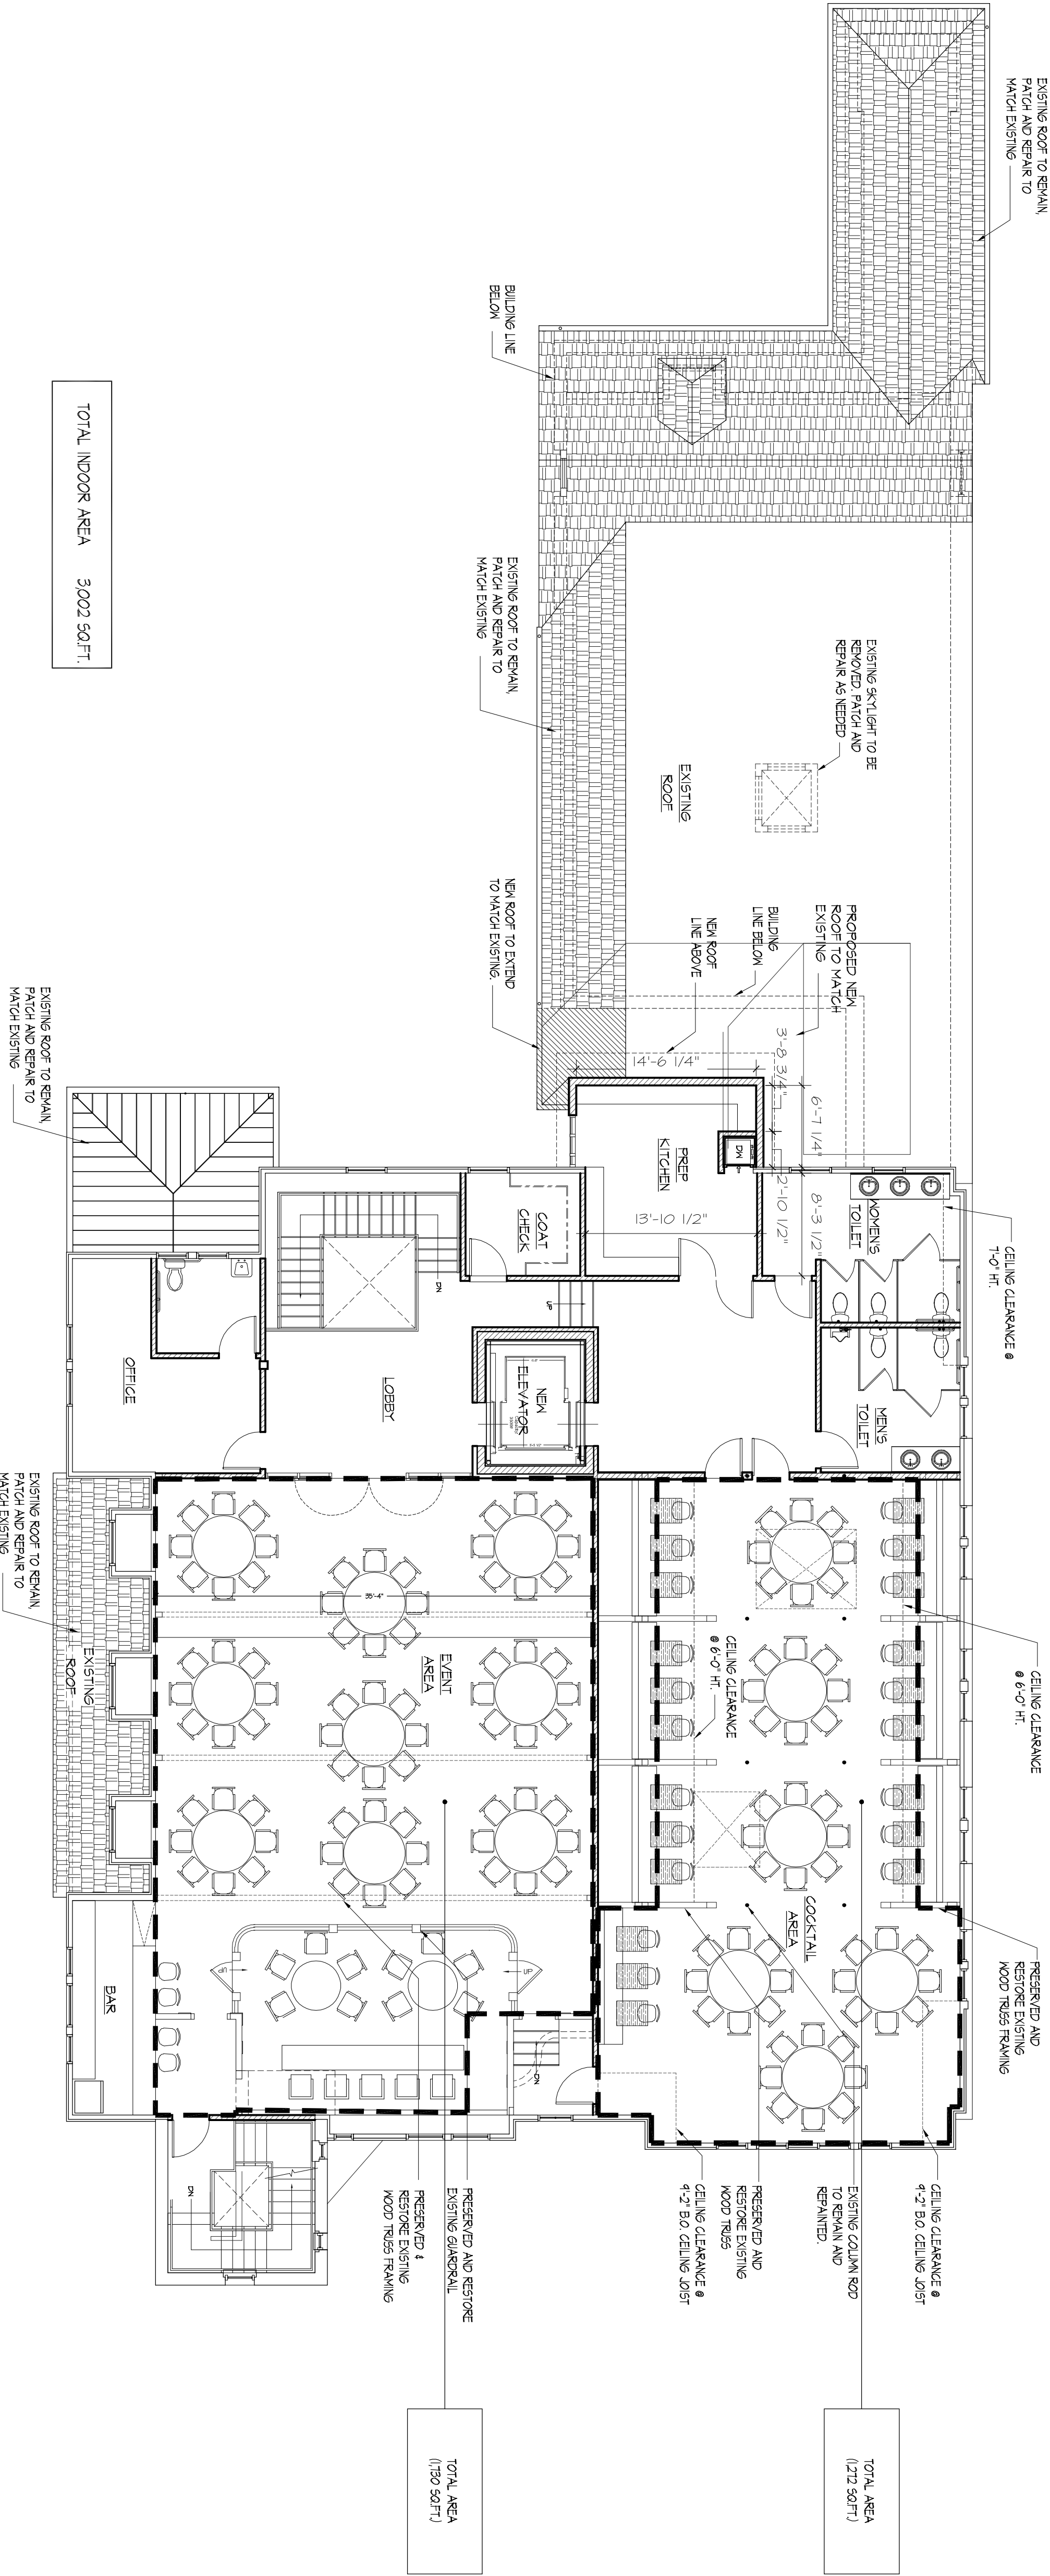 EXISTING ROOF TO REMAIN,
PATCH AND REPAIR TO
MATCH EXISTING
BUILDING LINE
BELOW
TOTAL INDOOR AREA 3,002 SQ.FT.
EXISTING ROOF TO REMAIN,
PATCH AND REPAIR TO
MATCH EXISTING
EXISTING SKYLIGHT TO BE
REMOVED. PATCH AND
REPAIR AS NEEDED
EXISTING
ROOF
PROPOSED NEW
ROOF TO MATCH
EXISTING
BUILDING
LINE BELOW
NEW ROOF
LINE ABOVE
NEW ROOF TO EXTEND
TO MATCH EXISTING.
EXISTING ROOF TO REMAIN,
PATCH AND REPAIR TO
MATCH EXISTING
3'-8 3/4"
6'-7 1/4"
14'-6 1/4"
2'-10 1/2"
8'-3 1/2"
13'-10 1/2"
DW
PREP
KITCHEN
COAT
CHECK
WOMEN'S
TOILET
MEN'S
TOILET
CEILING CLEARANCE @
7'-0" HT.
DN
UP
LOBBY
NEW
ELEVATOR
OFFICE
EXISTING ROOF TO REMAIN,
PATCH AND REPAIR TO
MATCH EXISTING
EXISTING
ROOF
35'-4"
EVENT
AREA
CEILING CLEARANCE
@ 6'-0" HT.
CEILING CLEARANCE
@ 6'-0" HT.
COCKTAIL
AREA
PRESERVED AND
RESTORE EXISTING
WOOD TRUSS FRAMING
BAR
UP
UP
DN
DN
CEILING CLEARANCE @
9'-2" B.O. CEILING JOIST
EXISTING COLUMN ROD
TO REMAIN AND
REPAINTED.
PRESERVED AND
RESTORE EXISTING
WOOD TRUSS
CEILING CLEARANCE @
9'-2" B.O. CEILING JOIST
PRESERVED AND RESTORE
EXISTING GUARDRAIL
PRESERVED &
RESTORE EXISTING
WOOD TRUSS FRAMING
TOTAL AREA
(1,272 SQ.FT.)
TOTAL AREA
(1,730 SQ.FT.)